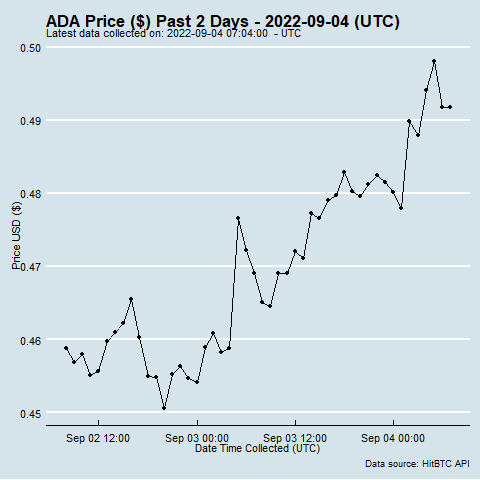 ADA Price ($) Past 2 Days - 2022-09-04 (UTC)
Latest data collected on: 2022-09-04 07:04:00  - UTC
0.50
0.49
0.48
0.47
0.46
0.45
Price USD ($)
Sep 02 12:00
Sep 03 00:00
Sep 03 12:00
Sep 04 00:00
Date Time Collected (UTC)
Data source: HitBTC API